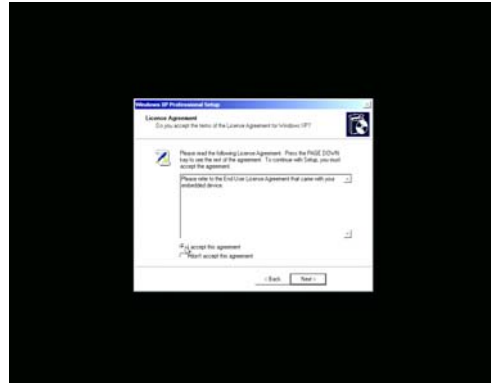 Windows XP Professional Setup
License Agreement
Do you accept the terms of the License Agreement for Windows XP?
Please read the following License Agreement. Press the PAGE DOWN
key to see the rest of the agreement. To continue with Setup, you must
accept the agreement.
Please refer to the End User License Agreement that came with your
embedded device.
I accept this agreement
I don't accept this agreement
< Back
Next >